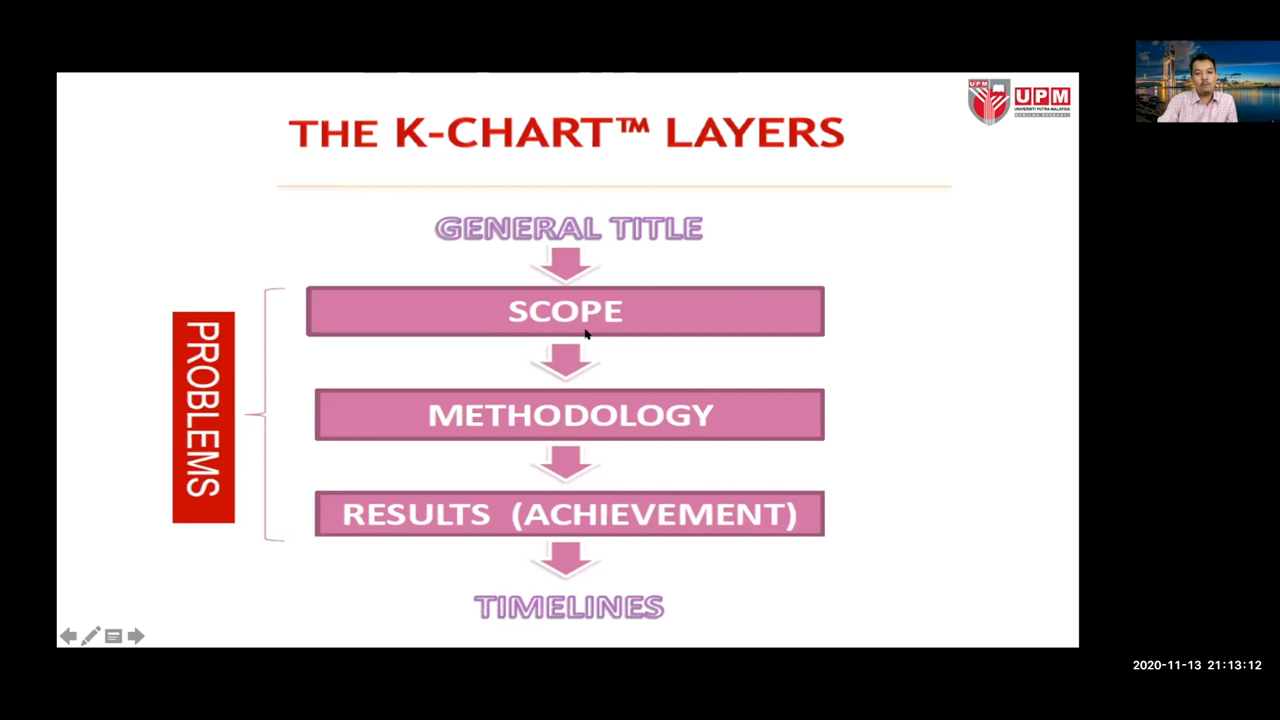 UPM
UPM
UNIVERSITI PUTRA MALAYSIA
THE K-CHART™ LAYERS
GENERAL TITLE
SCOPE
METHODOLOGY
RESULTS (ACHIEVEMENT)
TIMELINES
PROBLEMS
2020-11-13 21:13:12